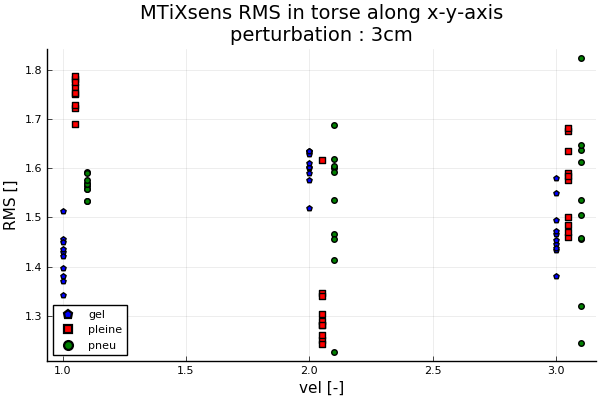 MTiXsens RMS in torse along x-y-axis
perturbation : 3cm
1.8
1.7
1.6
1.5
1.4
1.3
RMS []
gel
pleine
pneu
1.0
1.5
2.0
2.5
3.0
vel [-]